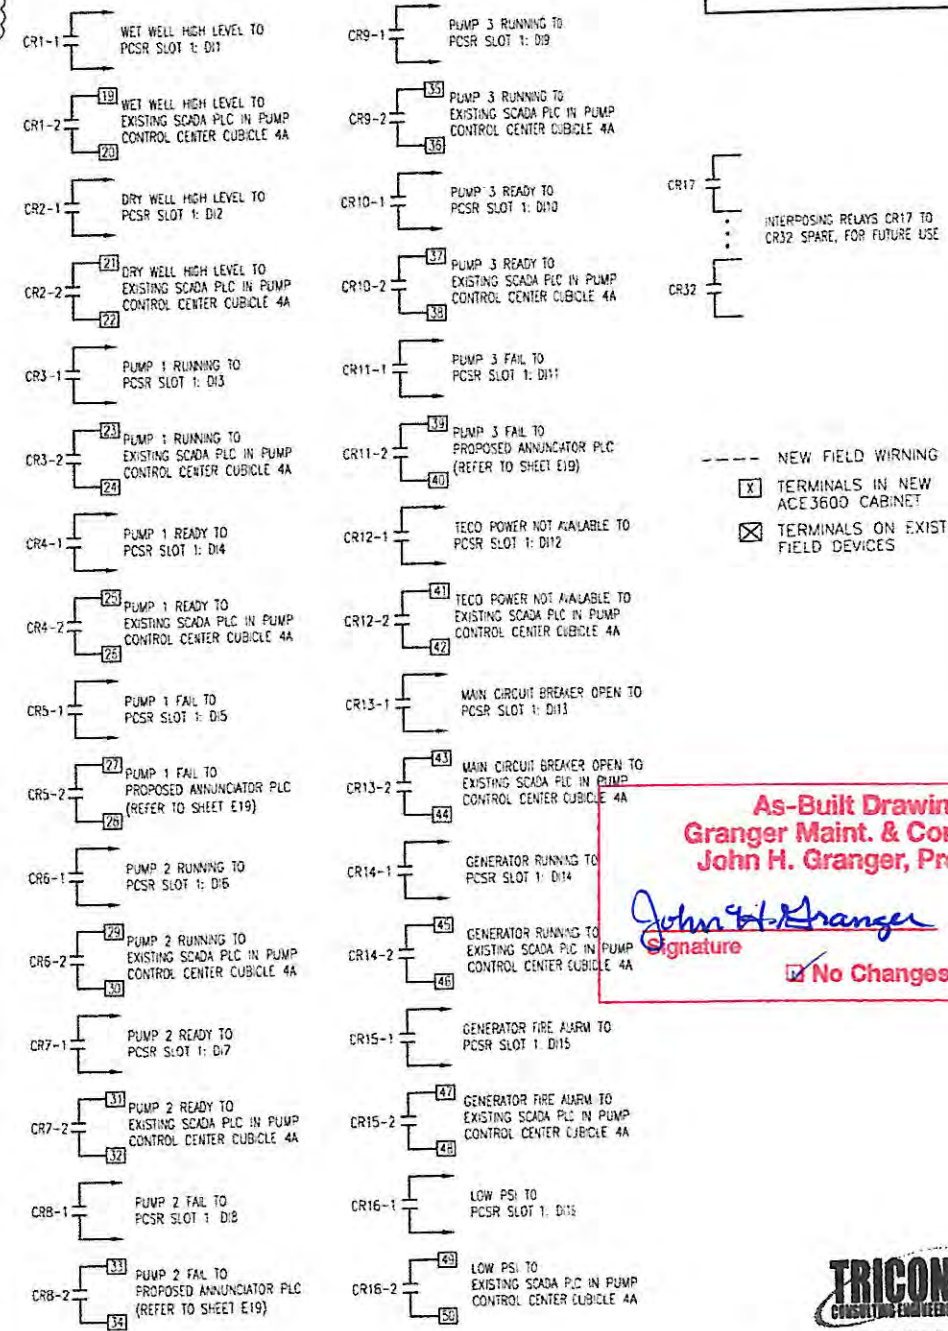 CR1-1
WET WELL HIGH LEVEL TO
PCSR SLOT 1: DI1
CR1-2
19
20
WET WELL HIGH LEVEL TO
EXISTING SCADA PLC IN PUMP
CONTROL CENTER CUBICLE 4A
CR2-1
DRY WELL HIGH LEVEL TO
PCSR SLOT 1: DI2
CR2-2
21
22
DRY WELL HIGH LEVEL TO
EXISTING SCADA PLC IN PUMP
CONTROL CENTER CUBICLE 4A
CR3-1
PUMP 1 RUNNING TO
PCSR SLOT 1: DI3
CR3-2
23
24
PUMP 1 RUNNING TO
EXISTING SCADA PLC IN PUMP
CONTROL CENTER CUBICLE 4A
CR4-1
PUMP 1 READY TO
PCSR SLOT 1: DI4
CR4-2
25
26
PUMP 1 READY TO
EXISTING SCADA PLC IN PUMP
CONTROL CENTER CUBICLE 4A
CR5-1
PUMP 1 FAIL TO
PCSR SLOT 1: DI5
CR5-2
27
28
PUMP 1 FAIL TO
PROPOSED ANNUNCIATOR PLC
(REFER TO SHEET E19)
CR6-1
PUMP 2 RUNNING TO
PCSR SLOT 1: DI6
CR6-2
29
30
PUMP 2 RUNNING TO
EXISTING SCADA PLC IN PUMP
CONTROL CENTER CUBICLE 4A
CR7-1
PUMP 2 READY TO
PCSR SLOT 1: DI7
CR7-2
31
32
PUMP 2 READY TO
EXISTING SCADA PLC IN PUMP
CONTROL CENTER CUBICLE 4A
CR8-1
PUMP 2 FAIL TO
PCSR SLOT 1 DI8
CR8-2
33
34
PUMP 2 FAIL TO
PROPOSED ANNUNCIATOR PLC
(REFER TO SHEET E19)
CR9-1
PUMP 3 RUNNING TO
PCSR SLOT 1: DI9
CR9-2
35
36
PUMP 3 RUNNING TO
EXISTING SCADA PLC IN PUMP
CONTROL CENTER CUBICLE 4A
CR10-1
PUMP 3 READY TO
PCSR SLOT 1: DI10
CR10-2
37
38
PUMP 3 READY TO
EXISTING SCADA PLC IN PUMP
CONTROL CENTER CUBICLE 4A
CR11-1
PUMP 3 FAIL TO
PCSR SLOT 1: DI11
CR11-2
39
40
PUMP 3 FAIL TO
PROPOSED ANNUNCIATOR PLC
(REFER TO SHEET E19)
CR12-1
TECO POWER NOT AVAILABLE TO
PCSR SLOT 1: DI12
CR12-2
41
42
TECO POWER NOT AVAILABLE TO
EXISTING SCADA PLC IN PUMP
CONTROL CENTER CUBICLE 4A
CR13-1
MAIN CIRCUIT BREAKER OPEN TO
PCSR SLOT 1: DI13
CR13-2
43
44
MAIN CIRCUIT BREAKER OPEN TO
EXISTING SCADA PLC IN PUMP
CONTROL CENTER CUBICLE 4A
CR14-1
GENERATOR RUNNING TO
PCSR SLOT 1: DI14
CR14-2
45
46
GENERATOR RUNNING TO
EXISTING SCADA PLC IN PUMP
CONTROL CENTER CUBICLE 4A
CR15-1
GENERATOR FIRE ALARM TO
PCSR SLOT 1: DI15
CR15-2
47
48
GENERATOR FIRE ALARM TO
EXISTING SCADA PLC IN PUMP
CONTROL CENTER CUBICLE 4A
CR16-1
LOW PSI TO
PCSR SLOT 1: DI16
CR16-2
49
50
LOW PSI TO
EXISTING SCADA PLC IN PUMP
CONTROL CENTER CUBICLE 4A
CR17
CR32
INTERPOSING RELAYS CR17 TO
CR32 SPARE, FOR FUTURE USE
NEW FIELD WIRNING
X TERMINALS IN NEW
ACE3600 CABINET
TERMINALS ON EXIST
FIELD DEVICES
As-Built Drawin
Granger Maint. & Co
John H. Granger, Pr
John H. Granger
Signature
No Changes
TRICON
CONSULTING ENGINEER